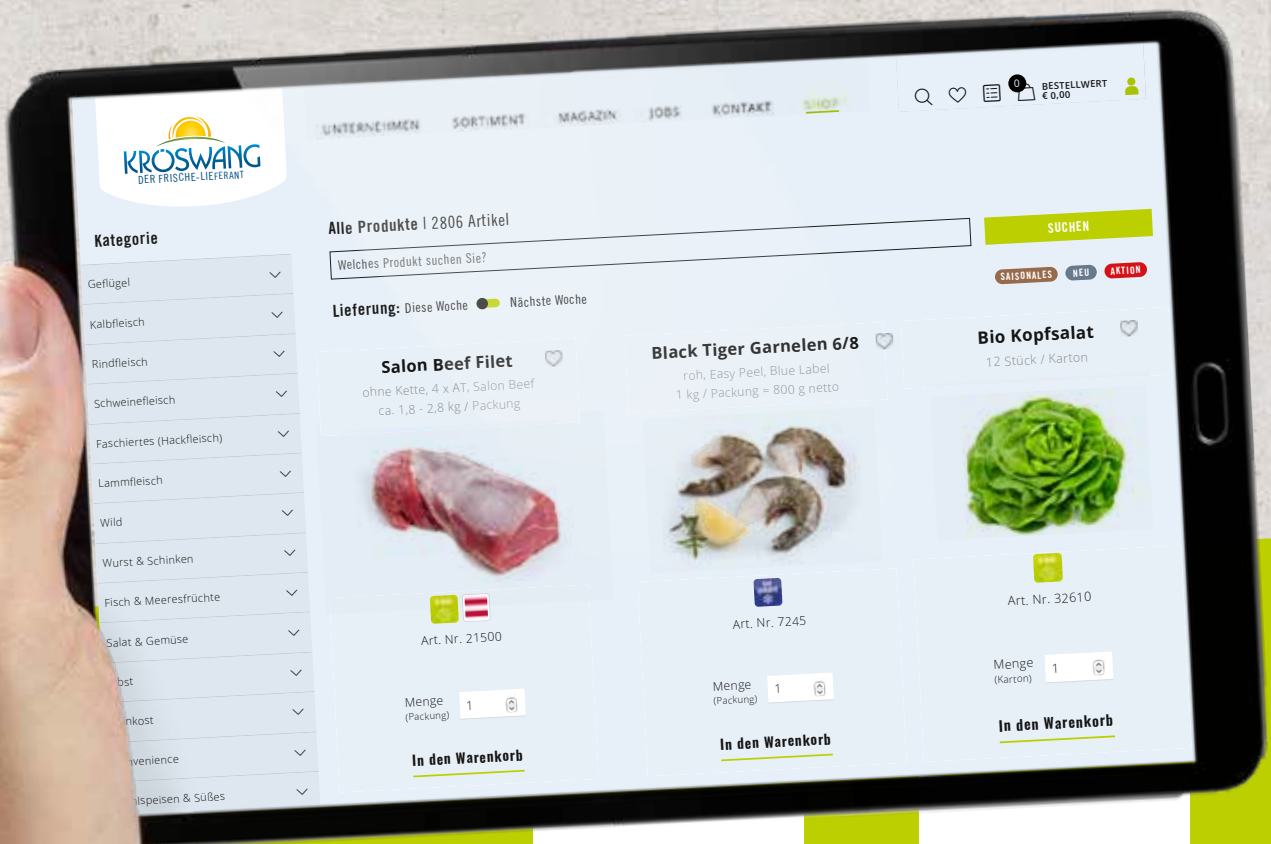 KRÖSWANG
DER FRISCHE-LIEFERANT
UNTERNEHMEN
SORTIMENT
MAGAZIN
JOBS
KONTAKT
SHOP
0
BESTELLWERT
€ 0,00
Kategorie
Geflügel
Kalbfleisch
Rindfleisch
Schweinefleisch
Faschiertes (Hackfleisch)
Lammfleisch
Wild
Wurst & Schinken
Fisch & Meeresfrüchte
Salat & Gemüse
bst
nkost
nvenience
lspeisen & Süßes
Alle Produkte | 2806 Artikel
Welches Produkt suchen Sie?
SUCHEN
SAISONALES
NEU
AKTION
Lieferung: Diese Woche Nächste Woche
Salon Beef Filet
ohne Kette, 4 x AT, Salon Beef
ca. 1,8 - 2,8 kg / Packung
Art. Nr. 21500
Menge
(Packung)
1
In den Warenkorb
Black Tiger Garnelen 6/8
roh, Easy Peel, Blue Label
1 kg / Packung = 800 g netto
Art. Nr. 7245
Menge
(Packung)
1
In den Warenkorb
Bio Kopfsalat
12 Stück / Karton
Art. Nr. 32610
Menge
(Karton)
1
In den Warenkorb